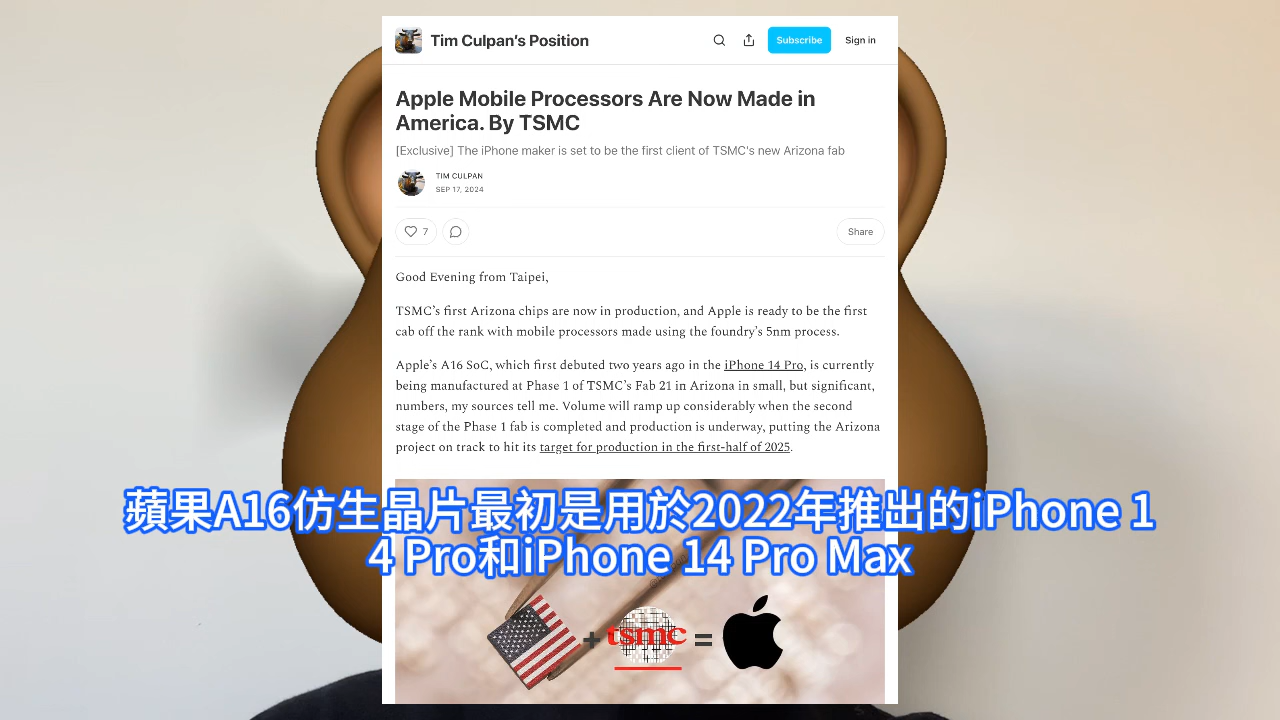 Tim Culpan's Position
Subscribe
Sign in
Apple Mobile Processors Are Now Made in
America. By TSMC
[Exclusive] The iPhone maker is set to be the first client of TSMC's new Arizona fab
TIM CULPAN
SEP 17, 2024
7
Share
Good Evening from Taipei,
TSMC’s first Arizona chips are now in production, and Apple is ready to be the first
cab off the rank with mobile processors made using the foundry’s 5nm process.
Apple’s A16 SoC, which first debuted two years ago in the iPhone 14 Pro, is currently
being manufactured at Phase 1 of TSMC’s Fab 21 in Arizona in small, but significant,
numbers, my sources tell me. Volume will ramp up considerably when the second
stage of the Phase 1 fab is completed and production is underway, putting the Arizona
project on track to hit its target for production in the first-half of 2025.
蘋果A16仿生晶片最初是用於2022年推出的iPhone 1
4 Pro和iPhone 14 Pro Max
+ tsmc =